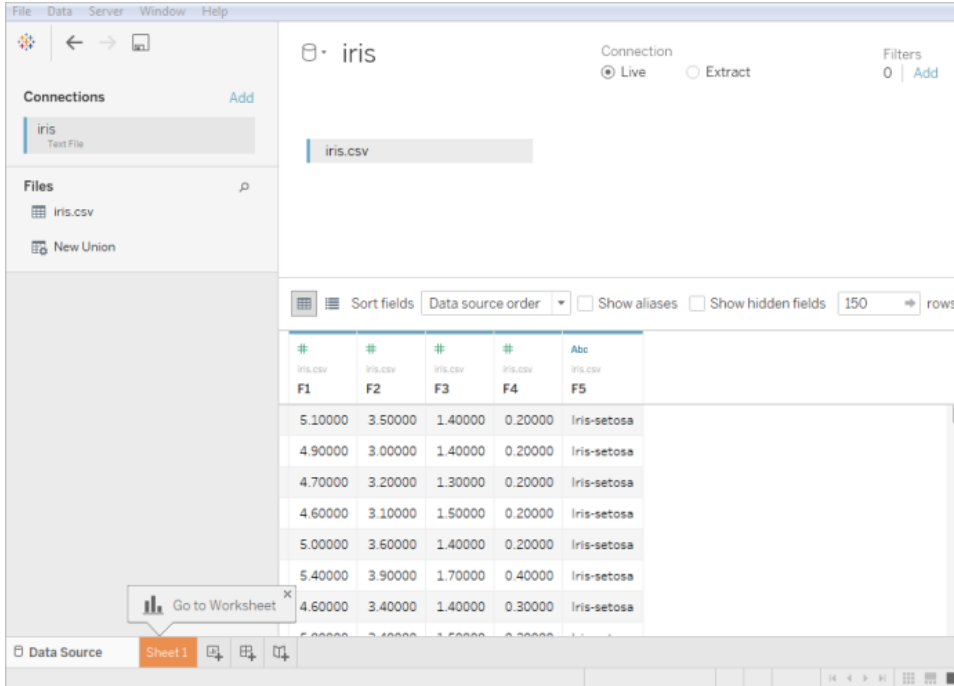 File Data Server Window Help
Connections Add
iris
Text File
Files
iris.csv
New Union
iris
Connection
Live Extract
Filters
0 Add
iris.csv
Sort fields Data source order Show aliases Show hidden fields 150 rows
# # # # Abc
iris.csv iris.csv iris.csv iris.csv iris.csv
F1 F2 F3 F4 F5
5.10000 3.50000 1.40000 0.20000 Iris-setosa
4.90000 3.00000 1.40000 0.20000 Iris-setosa
4.70000 3.20000 1.30000 0.20000 Iris-setosa
4.60000 3.10000 1.50000 0.20000 Iris-setosa
5.00000 3.60000 1.40000 0.20000 Iris-setosa
5.40000 3.90000 1.70000 0.40000 Iris-setosa
4.60000 3.40000 1.40000 0.30000 Iris-setosa
Go to Worksheet
Data Source Sheet 1